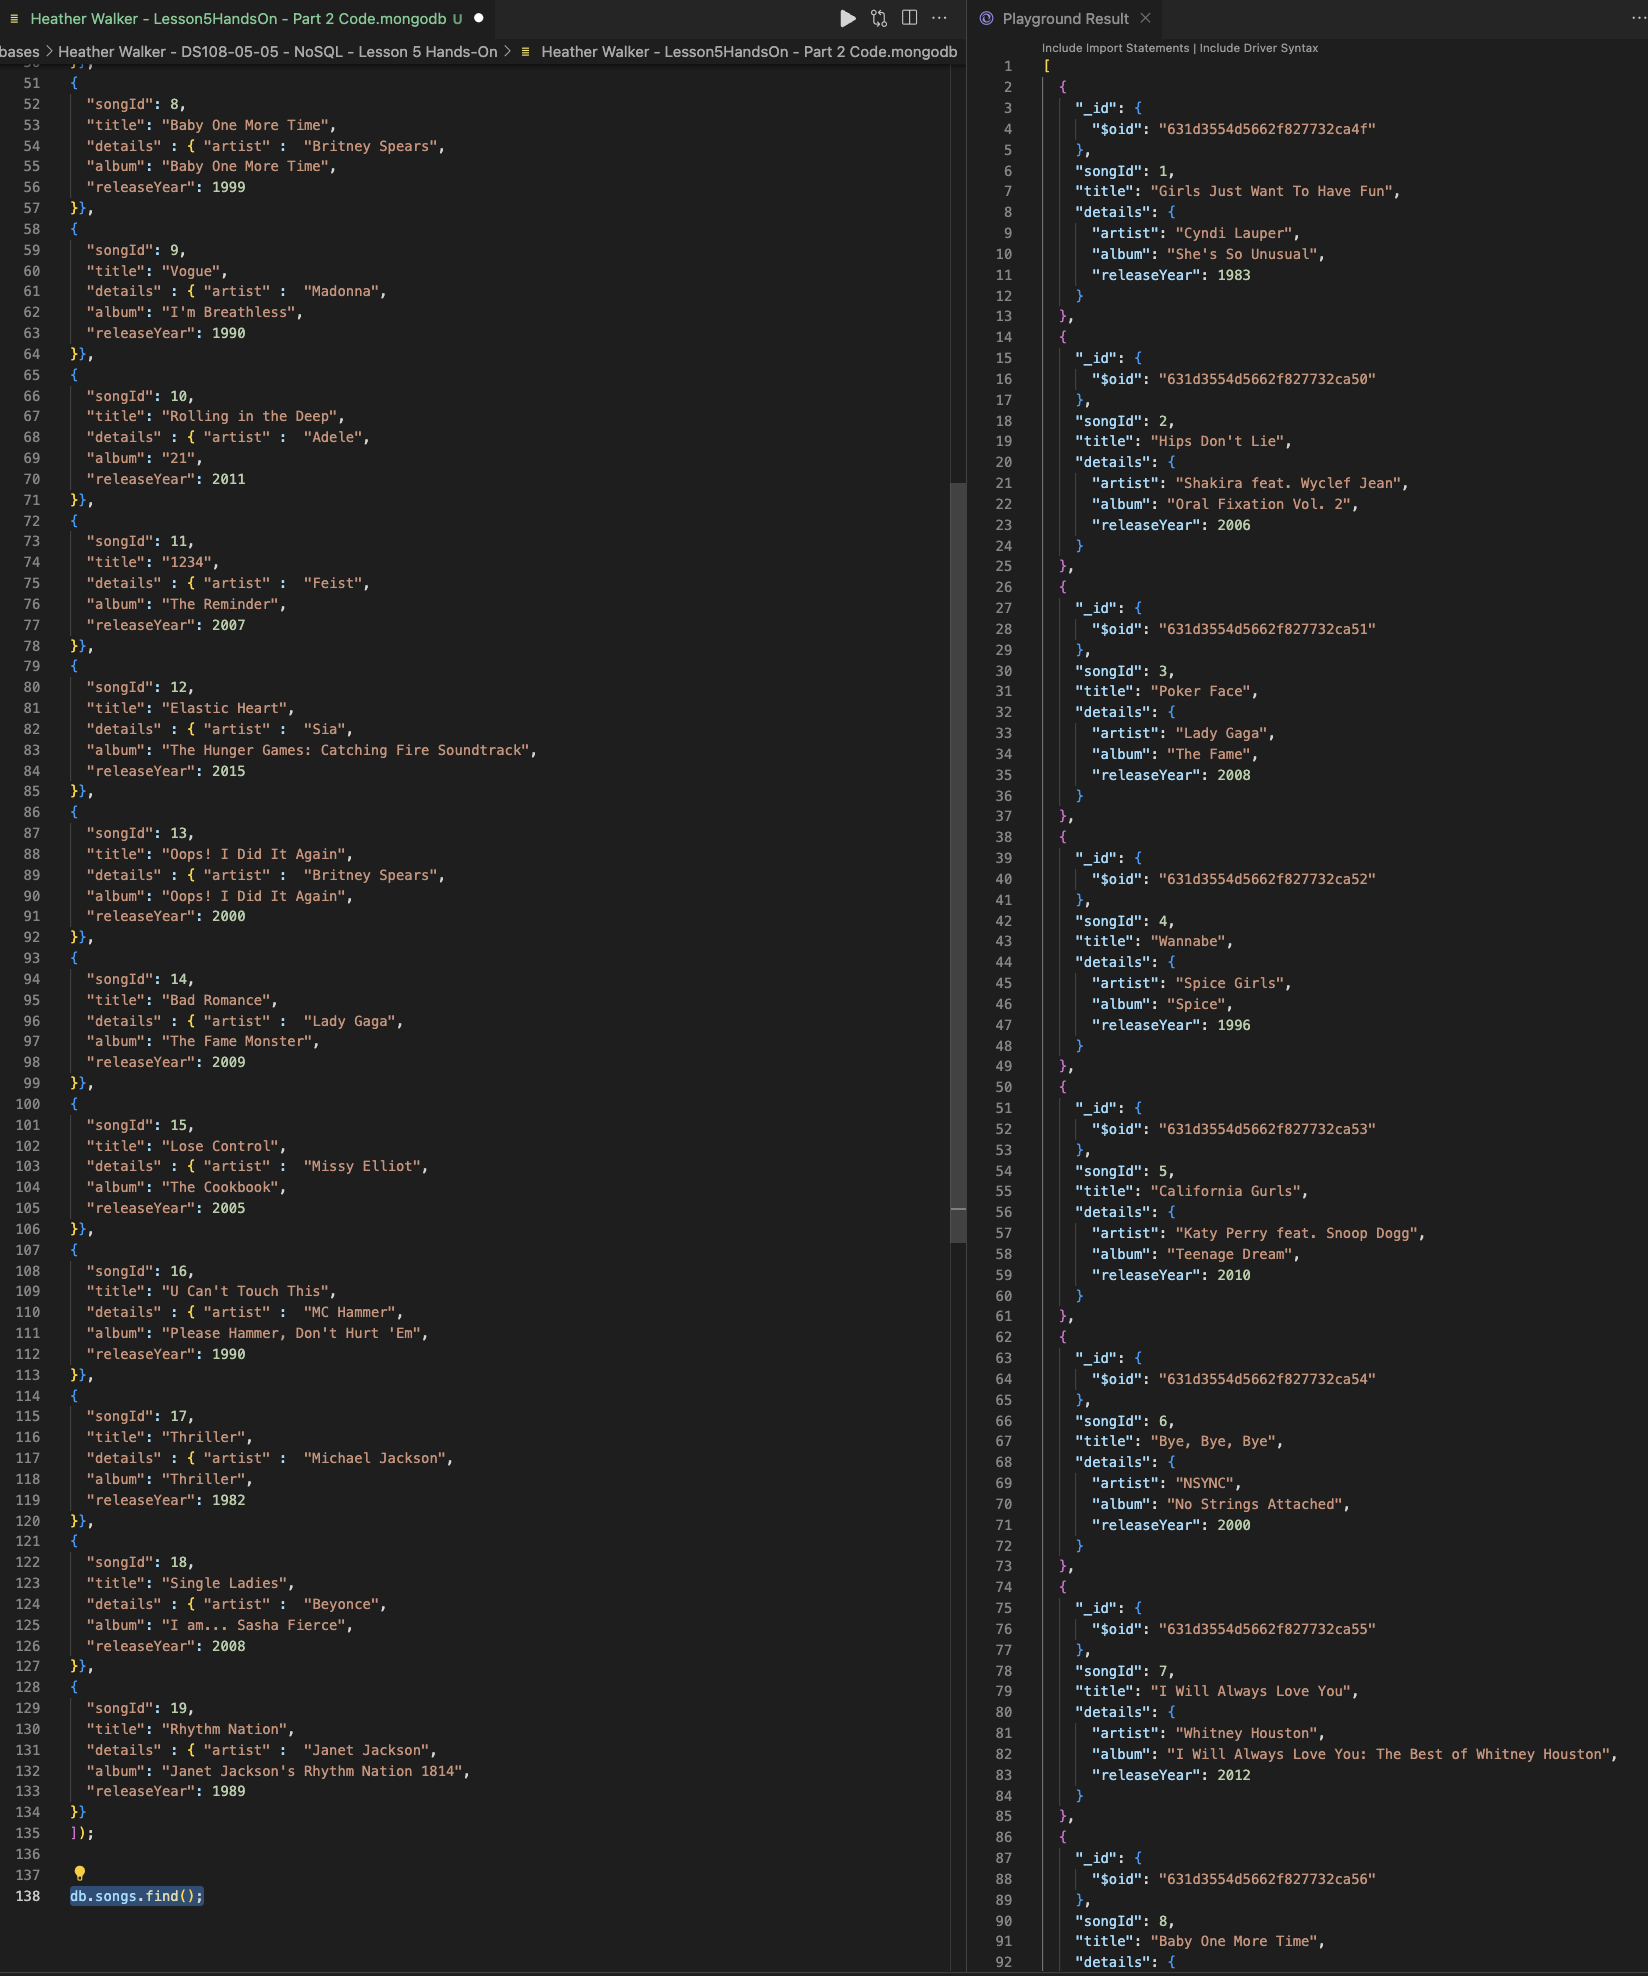 Heather Walker - Lesson5HandsOn - Part 2 Code.mongodb U
bases > Heather Walker - DS108-05-05 - NoSQL - Lesson 5 Hands-On > Heather Walker - Lesson5HandsOn - Part 2 Code.mongodb
51 {
52 "songId": 8,
53 "title": "Baby One More Time",
54 "details" : { "artist" :  "Britney Spears",
55 "album": "Baby One More Time",
56 "releaseYear": 1999
57 }},
58 {
59 "songId": 9,
60 "title": "Vogue",
61 "details" : { "artist" :  "Madonna",
62 "album": "I'm Breathless",
63 "releaseYear": 1990
64 }},
65 {
66 "songId": 10,
67 "title": "Rolling in the Deep",
68 "details" : { "artist" :  "Adele",
69 "album": "21",
70 "releaseYear": 2011
71 }},
72 {
73 "songId": 11,
74 "title": "1234",
75 "details" : { "artist" :  "Feist",
76 "album": "The Reminder",
77 "releaseYear": 2007
78 }},
79 {
80 "songId": 12,
81 "title": "Elastic Heart",
82 "details" : { "artist" :  "Sia",
83 "album": "The Hunger Games: Catching Fire Soundtrack",
84 "releaseYear": 2015
85 }},
86 {
87 "songId": 13,
88 "title": "Oops! I Did It Again",
89 "details" : { "artist" :  "Britney Spears",
90 "album": "Oops! I Did It Again",
91 "releaseYear": 2000
92 }},
93 {
94 "songId": 14,
95 "title": "Bad Romance",
96 "details" : { "artist" :  "Lady Gaga",
97 "album": "The Fame Monster",
98 "releaseYear": 2009
99 }},
100 {
101 "songId": 15,
102 "title": "Lose Control",
103 "details" : { "artist" :  "Missy Elliot",
104 "album": "The Cookbook",
105 "releaseYear": 2005
106 }},
107 {
108 "songId": 16,
109 "title": "U Can't Touch This",
110 "details" : { "artist" :  "MC Hammer",
111 "album": "Please Hammer, Don't Hurt 'Em",
112 "releaseYear": 1990
113 }},
114 {
115 "songId": 17,
116 "title": "Thriller",
117 "details" : { "artist" :  "Michael Jackson",
118 "album": "Thriller",
119 "releaseYear": 1982
120 }},
121 {
122 "songId": 18,
123 "title": "Single Ladies",
124 "details" : { "artist" :  "Beyonce",
125 "album": "I am... Sasha Fierce",
126 "releaseYear": 2008
127 }},
128 {
129 "songId": 19,
130 "title": "Rhythm Nation",
131 "details" : { "artist" :  "Janet Jackson",
132 "album": "Janet Jackson's Rhythm Nation 1814",
133 "releaseYear": 1989
134 }}
135 ]);
136
137
138 db.songs.find();
Playground Result
Include Import Statements | Include Driver Syntax
1 [
2 {
3 "_id": {
4 "$oid": "631d3554d5662f827732ca4f"
5 },
6 "songId": 1,
7 "title": "Girls Just Want To Have Fun",
8 "details": {
9 "artist": "Cyndi Lauper",
10 "album": "She's So Unusual",
11 "releaseYear": 1983
12 }
13 },
14 {
15 "_id": {
16 "$oid": "631d3554d5662f827732ca50"
17 },
18 "songId": 2,
19 "title": "Hips Don't Lie",
20 "details": {
21 "artist": "Shakira feat. Wyclef Jean",
22 "album": "Oral Fixation Vol. 2",
23 "releaseYear": 2006
24 }
25 },
26 {
27 "_id": {
28 "$oid": "631d3554d5662f827732ca51"
29 },
30 "songId": 3,
31 "title": "Poker Face",
32 "details": {
33 "artist": "Lady Gaga",
34 "album": "The Fame",
35 "releaseYear": 2008
36 }
37 },
38 {
39 "_id": {
40 "$oid": "631d3554d5662f827732ca52"
41 },
42 "songId": 4,
43 "title": "Wannabe",
44 "details": {
45 "artist": "Spice Girls",
46 "album": "Spice",
47 "releaseYear": 1996
48 }
49 },
50 {
51 "_id": {
52 "$oid": "631d3554d5662f827732ca53"
53 },
54 "songId": 5,
55 "title": "California Gurls",
56 "details": {
57 "artist": "Katy Perry feat. Snoop Dogg",
58 "album": "Teenage Dream",
59 "releaseYear": 2010
60 }
61 },
62 {
63 "_id": {
64 "$oid": "631d3554d5662f827732ca54"
65 },
66 "songId": 6,
67 "title": "Bye, Bye, Bye",
68 "details": {
69 "artist": "NSYNC",
70 "album": "No Strings Attached",
71 "releaseYear": 2000
72 }
73 },
74 {
75 "_id": {
76 "$oid": "631d3554d5662f827732ca55"
77 },
78 "songId": 7,
79 "title": "I Will Always Love You",
80 "details": {
81 "artist": "Whitney Houston",
82 "album": "I Will Always Love You: The Best of Whitney Houston",
83 "releaseYear": 2012
84 }
85 },
86 {
87 "_id": {
88 "$oid": "631d3554d5662f827732ca56"
89 },
90 "songId": 8,
91 "title": "Baby One More Time",
92 "details": {